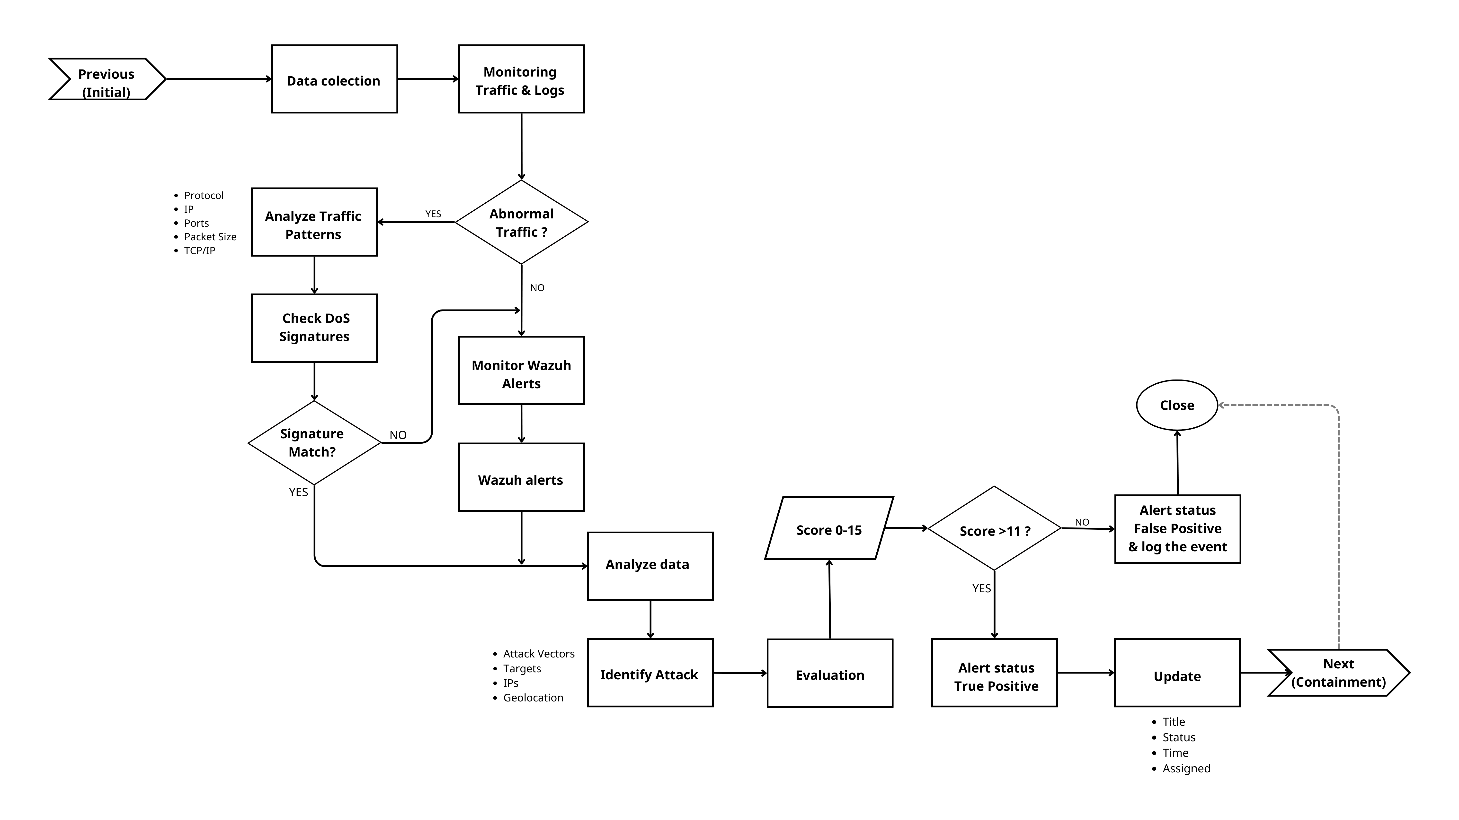 Previous
(Initial)
Data colection
Monitoring
Traffic & Logs
• Protocol
• IP
• Ports
• Packet Size
• TCP/IP
Analyze Traffic
Patterns
YES
Abnormal
Traffic ?
NO
Check DoS
Signatures
Monitor Wazuh
Alerts
Signature
Match?
NO
YES
Wazuh alerts
Analyze data
• Attack Vectors
• Targets
• IPs
• Geolocation
Identify Attack
Evaluation
Score 0-15
Score >11 ?
NO
YES
Alert status
False Positive
& log the event
Close
Alert status
True Positive
Update
• Title
• Status
• Time
• Assigned
Next
(Containment)